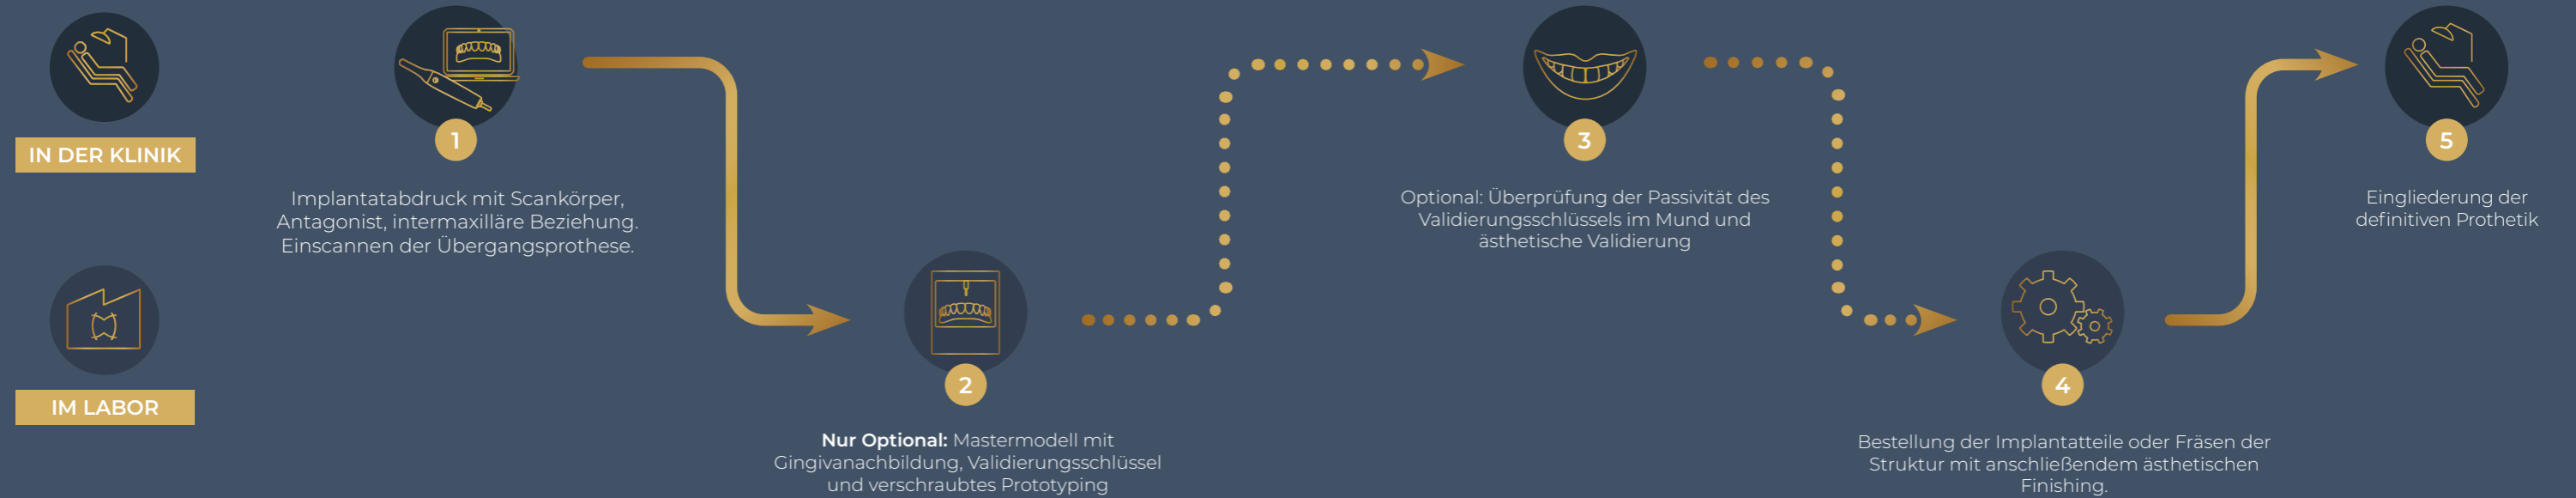 IN DER KLINIK
IM LABOR
1
Implantatabdruck mit Scankörper,
Antagonist, intermaxilläre Beziehung.
Einscannen der Übergangsprothese.
2
Nur Optional: Mastermodell mit
Gingivanachbildung, Validierungsschlüssel
und verschraubtes Prototyping
3
Optional: Überprüfung der Passivität des
Validierungsschlüssels im Mund und
ästhetische Validierung
4
Bestellung der Implantatteile oder Fräsen der
Struktur mit anschließendem ästhetischen
Finishing.
5
Eingliederung der
definitiven Prothetik